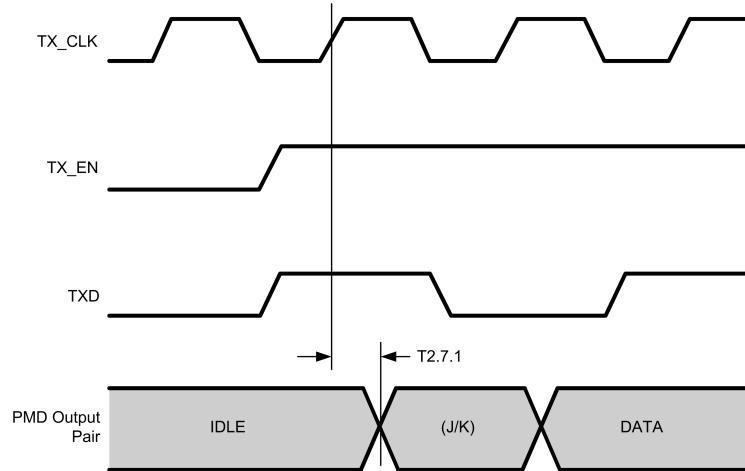 TX_CLK
TX_EN
TXD
T2.7.1
PMD Output
Pair
IDLE
(J/K)
DATA